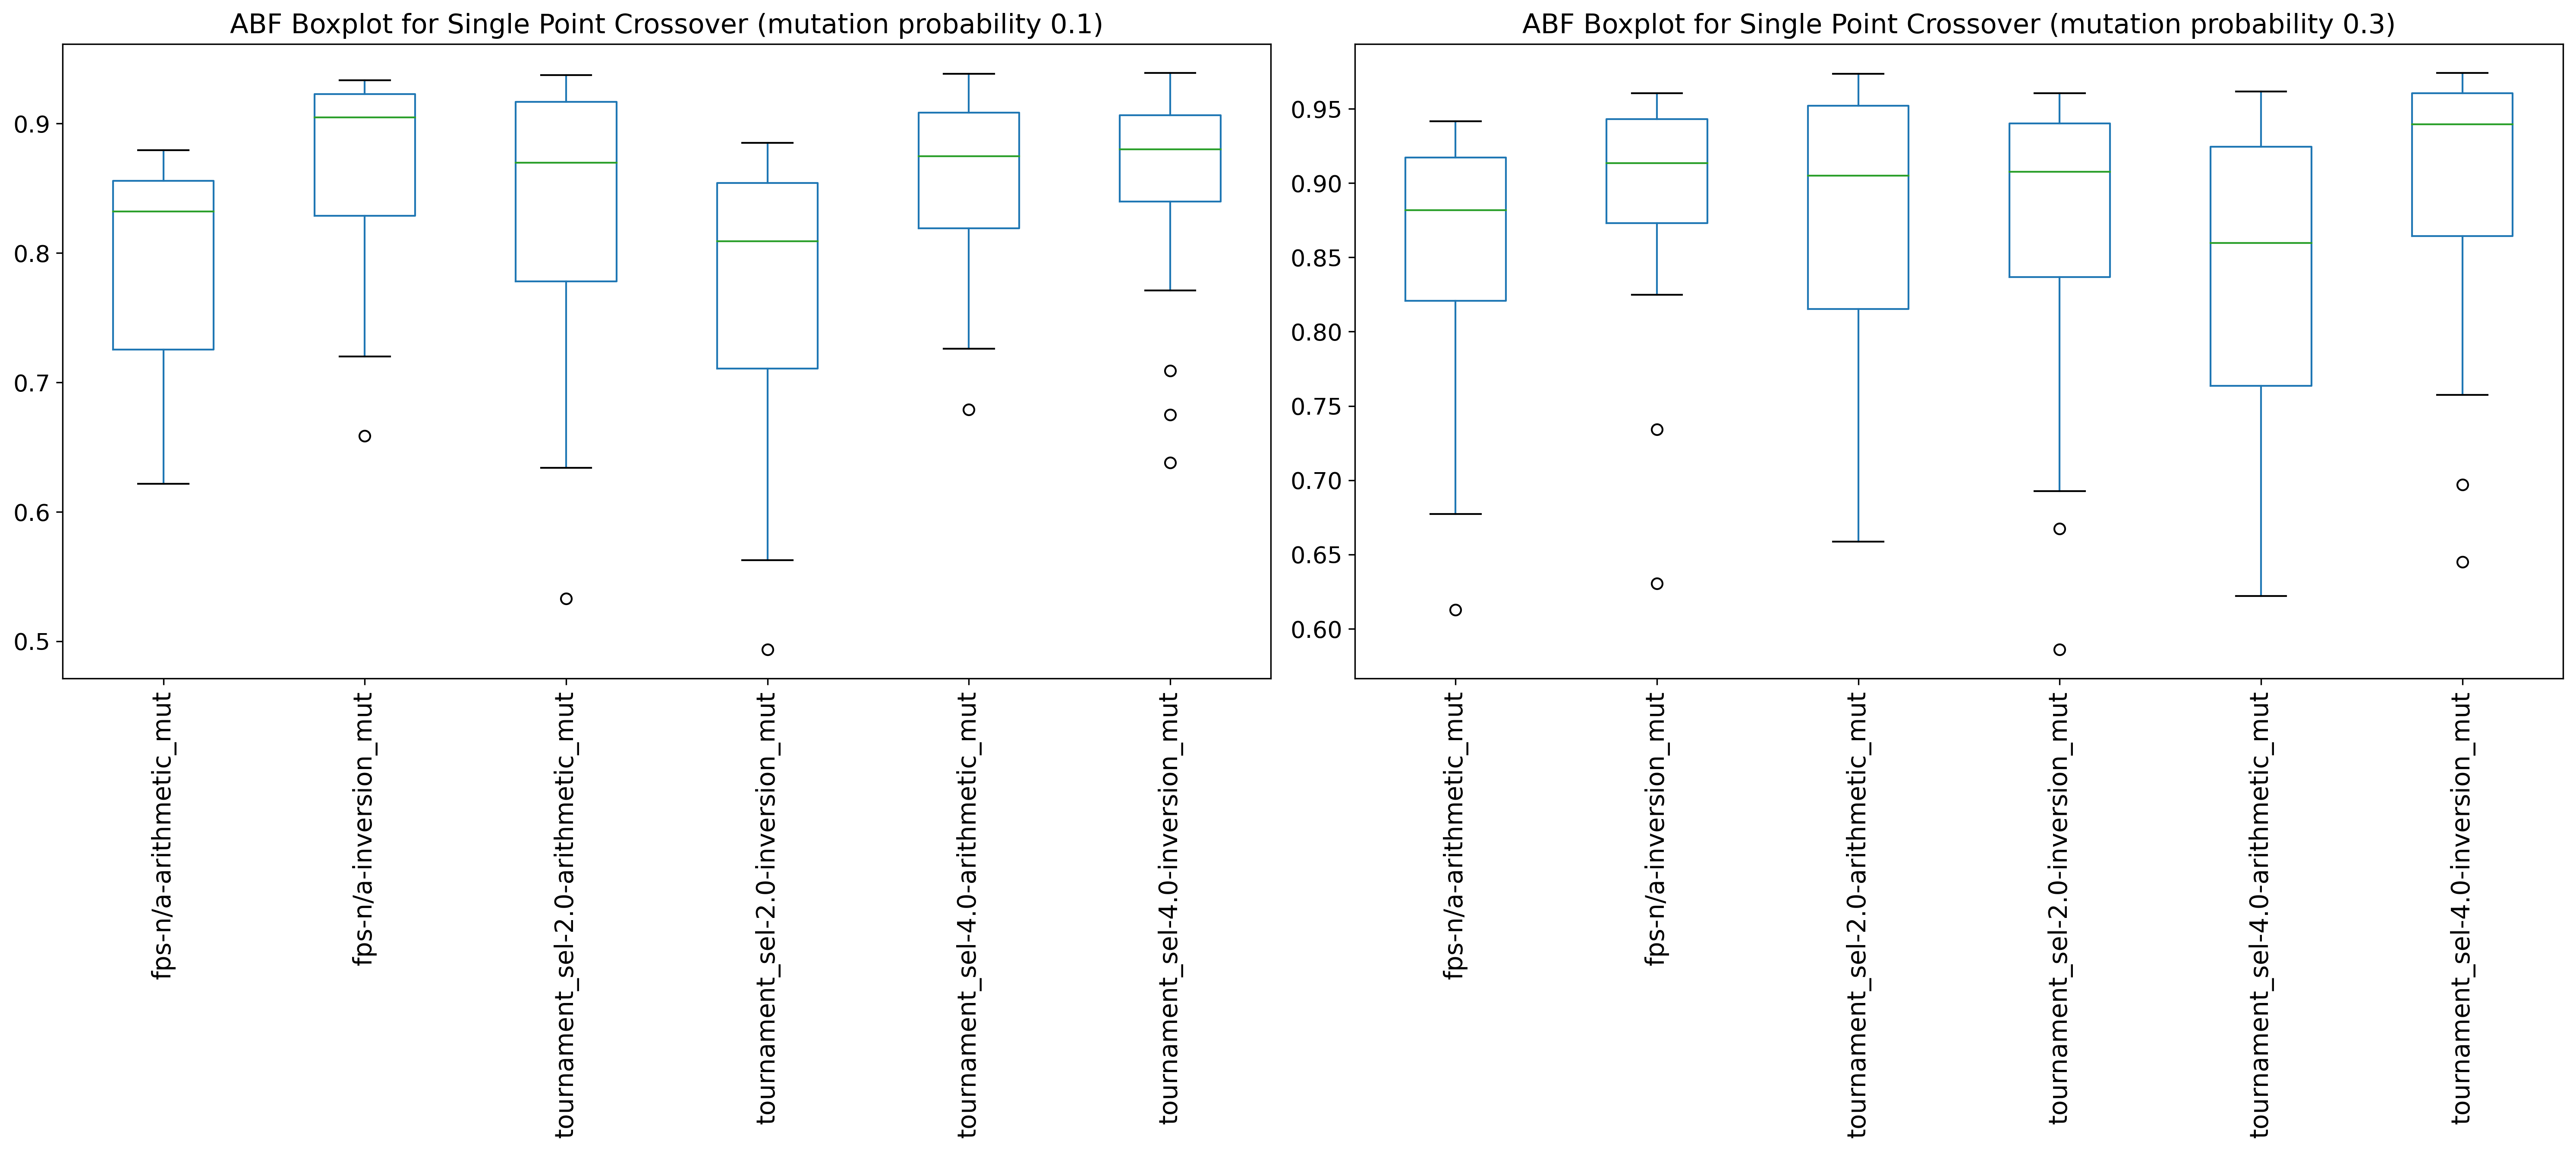 ABF Boxplot for Single Point Crossover (mutation probability 0.1)
0.9
0.8
0.7
0.6
0.5
fps-n/a-arithmetic_mut
fps-n/a-inversion_mut
tournament_sel-2.0-arithmetic_mut
tournament_sel-2.0-inversion_mut
tournament_sel-4.0-arithmetic_mut
tournament_sel-4.0-inversion_mut
ABF Boxplot for Single Point Crossover (mutation probability 0.3)
0.95
0.90
0.85
0.80
0.75
0.70
0.65
0.60
fps-n/a-arithmetic_mut
fps-n/a-inversion_mut
tournament_sel-2.0-arithmetic_mut
tournament_sel-2.0-inversion_mut
tournament_sel-4.0-arithmetic_mut
tournament_sel-4.0-inversion_mut